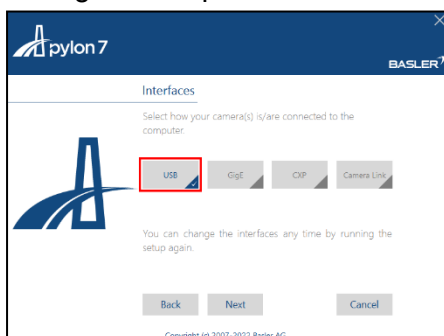 pylon 7
BASLER
Interfaces
Select how your camera(s) is/are connected to the
computer.
USB GigE CXP Camera Link
You can change the interfaces any time by running the
setup again.
Back Next Cancel
Copyright (c) 2007-2022 Basler AG